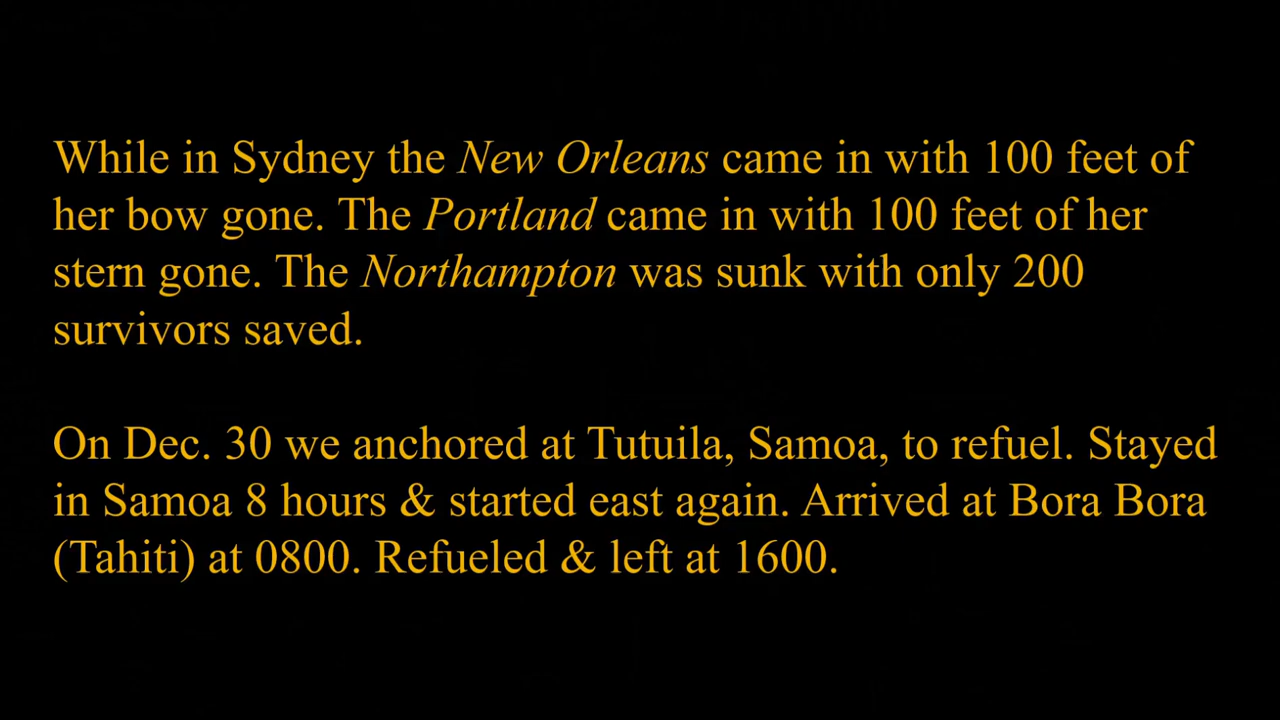 While in Sydney the New Orleans came in with 100 feet of
her bow gone. The Portland came in with 100 feet of her
stern gone. The Northampton was sunk with only 200
survivors saved.
On Dec. 30 we anchored at Tutuila, Samoa, to refuel. Stayed
in Samoa 8 hours & started east again. Arrived at Bora Bora
(Tahiti) at 0800. Refueled & left at 1600.